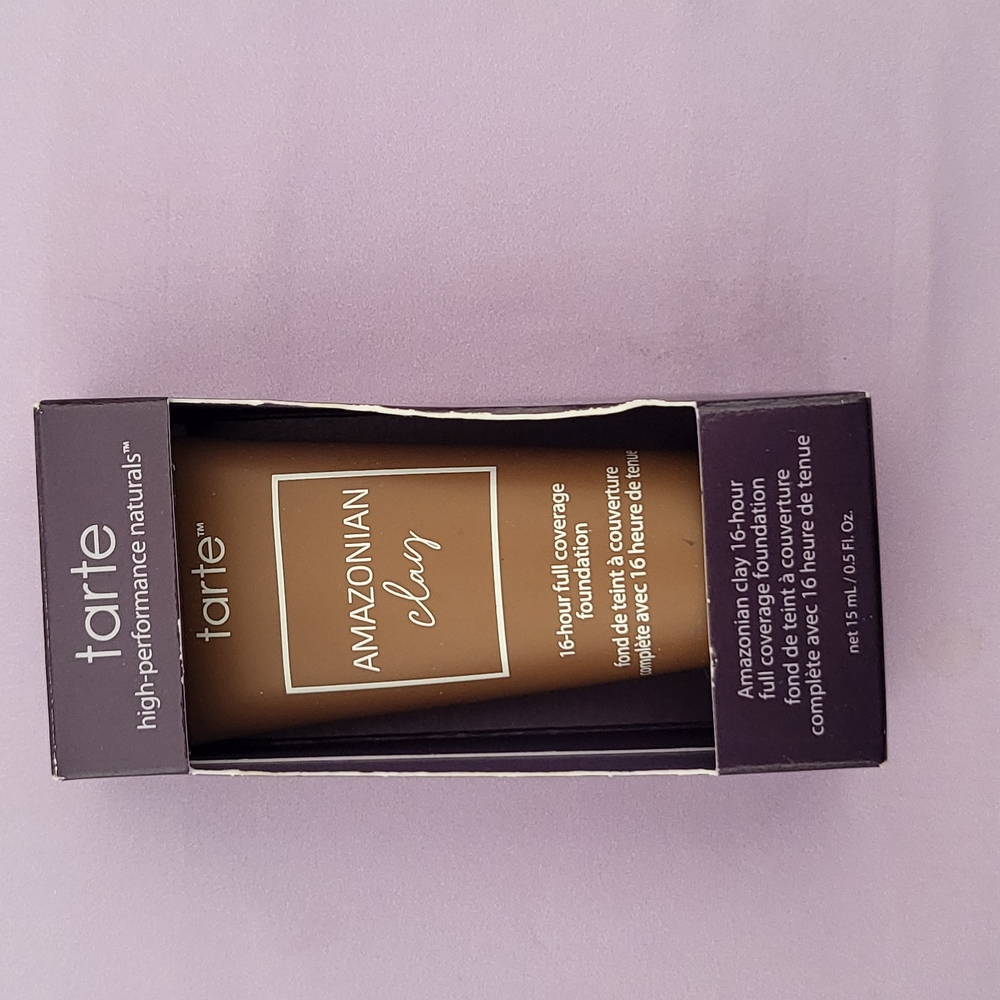 tarte
high-performance naturals™
tarte™
AMAZONIAN
clay
16-hour full coverage
foundation
fond de teint à couverture
complète avec 16 heure de tenue
Amazonian clay 16-hour
full coverage foundation
fond de teint à couverture
complète avec 16 heure de tenue
net 15 mL / 0.5 Fl. Oz.